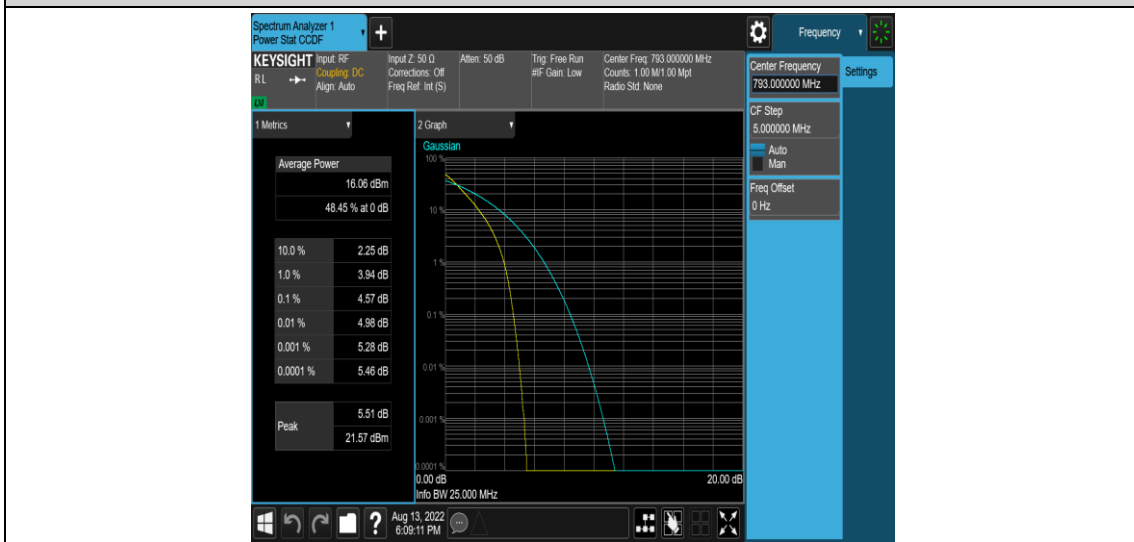 Spectrum Analyzer 1
Power Stat CCDF
+
Frequency
KEYSIGHT
RL
Input: RF
Coupling: DC
Align: Auto
Input Z: 50 Ω
Corrections: Off
Freq Ref: Int (S)
Atten: 50 dB
Trig: Free Run
#IF Gain: Low
Center Freq: 793.000000 MHz
Counts: 1.00 M/1.00 Mpt
Radio Std: None
Center Frequency
793.000000 MHz
Settings
CF Step
5.000000 MHz
Auto
Man
Freq Offset
0 Hz
1 Metrics
Average Power
16.06 dBm
48.45 % at 0 dB
10.0 % 2.25 dB
1.0 % 3.94 dB
0.1 % 4.57 dB
0.01 % 4.98 dB
0.001 % 5.28 dB
0.0001 % 5.46 dB
Peak
5.51 dB
21.57 dBm
2 Graph
Gaussian
100 %
10 %
1 %
0.1 %
0.01 %
0.001 %
0.0001 %
0.00 dB
20.00 dB
Info BW 25.000 MHz
?
Aug 13, 2022
6:09:11 PM